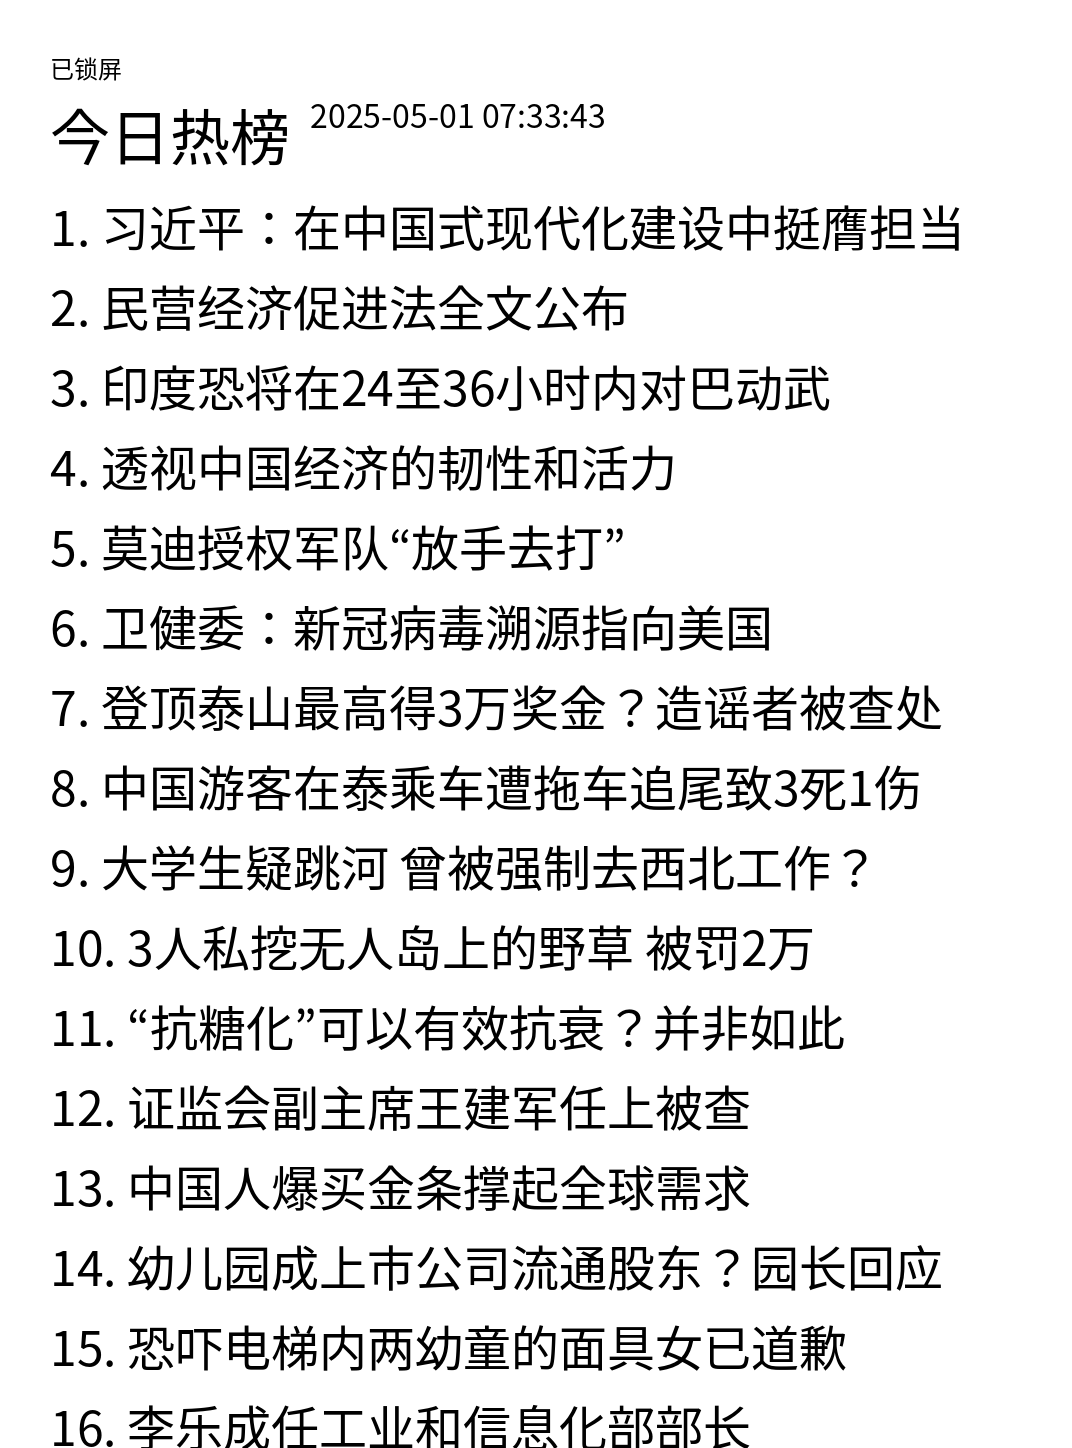 已锁屏
今日热榜 2025-05-01 07:33:43
1. 习近平：在中国式现代化建设中挺膺担当
2. 民营经济促进法全文公布
3. 印度恐将在24至36小时内对巴动武
4. 透视中国经济的韧性和活力
5. 莫迪授权军队“放手去打”
6. 卫健委：新冠病毒溯源指向美国
7. 登顶泰山最高得3万奖金？造谣者被查处
8. 中国游客在泰乘车遭拖车追尾致3死1伤
9. 大学生疑跳河 曾被强制去西北工作？
10. 3人私挖无人岛上的野草 被罚2万
11. “抗糖化”可以有效抗衰？并非如此
12. 证监会副主席王建军任上被查
13. 中国人爆买金条撑起全球需求
14. 幼儿园成上市公司流通股东？园长回应
15. 恐吓电梯内两幼童的面具女已道歉
16. 李乐成任工业和信息化部部长